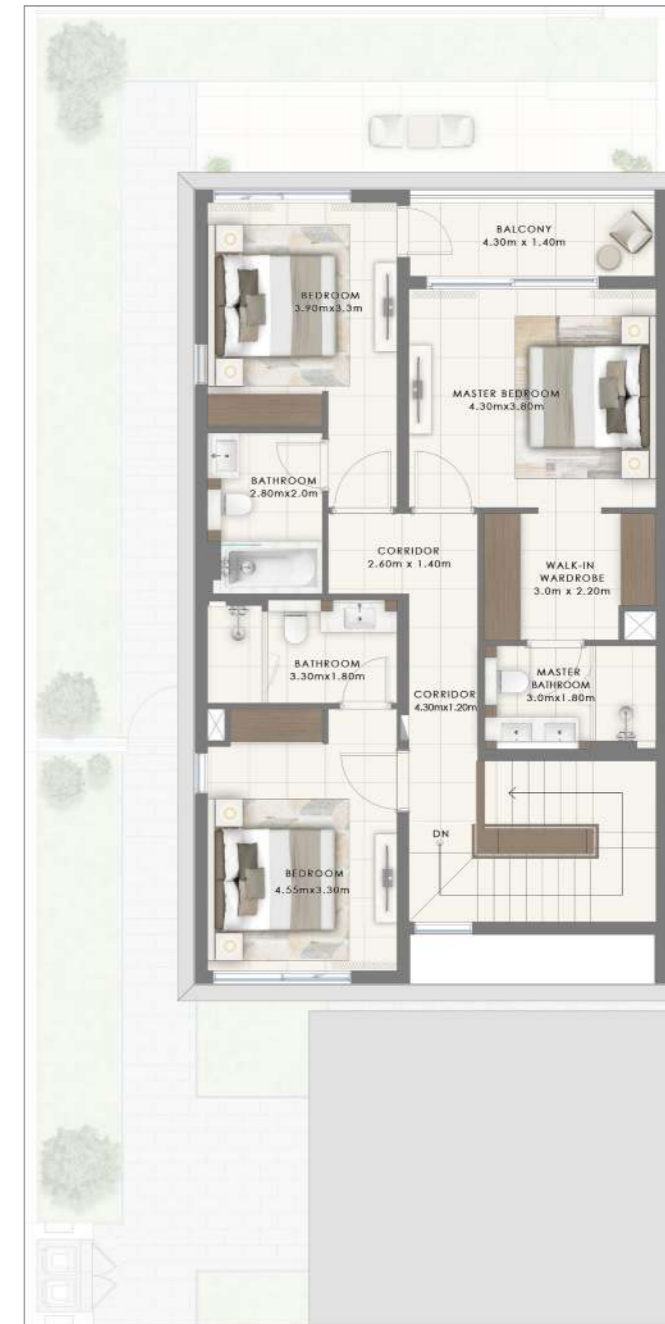 BALCONY
4.30m x 1.40m
BEDROOM
3.90mx3.3m
MASTER BEDROOM
4.30mx3.80m
BATHROOM
2.80mx2.0m
CORRIDOR
2.60m x 1.40m
WALK-IN
WARDROBE
3.0m x 2.20m
BATHROOM
3.30mx1.80m
MASTER
BATHROOM
3.0mx1.80m
CORRIDOR
4.30mx1.20m
DN
BEDROOM
4.55mx3.30m